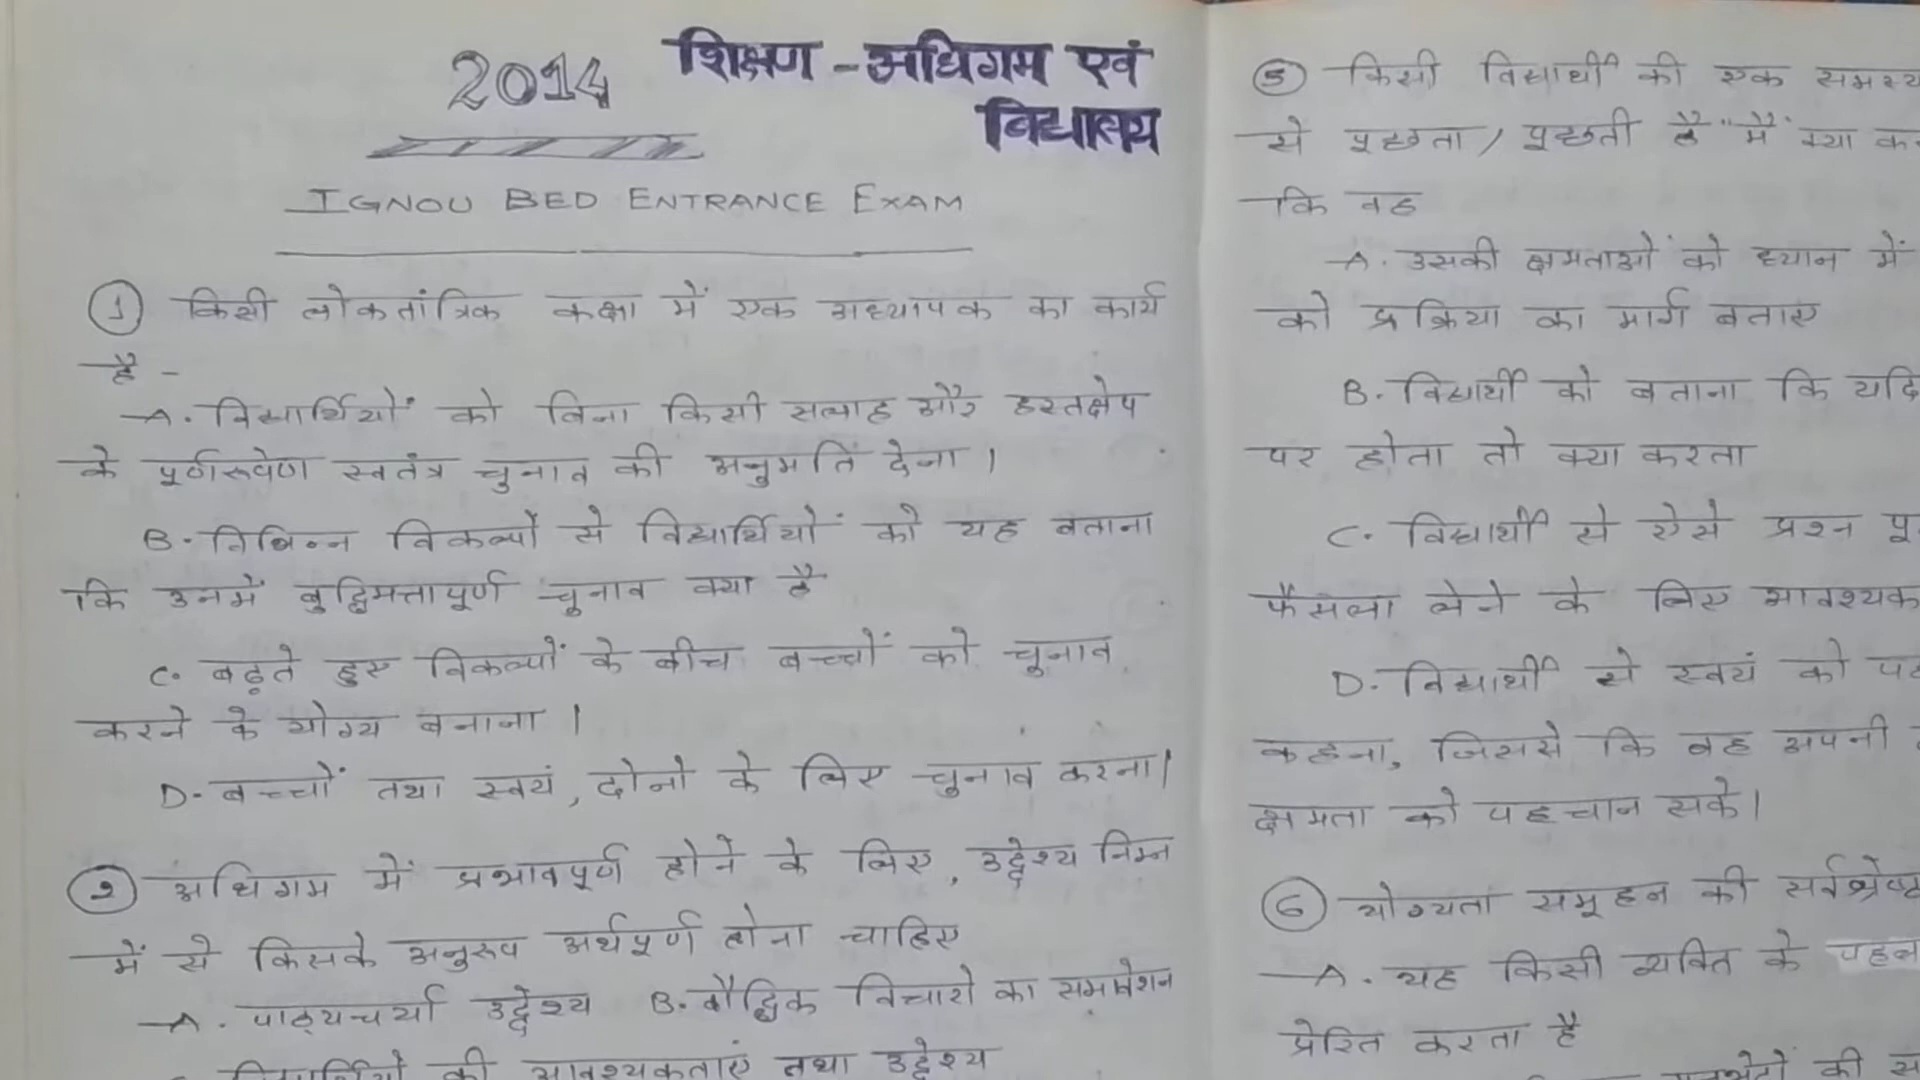 2014
शिक्षण - अधिगम एवं
विद्यालय
IGNOU BED ENTRANCE EXAM
① किसी लोकतांत्रिक कक्षा में एक अध्यापक का कार्य
है -
A. विद्यार्थियों को बिना किसी सलाह और हस्तक्षेप
के पूर्णरूपेण स्वतंत्र चुनाव की अनुमति देना।
B. विभिन्न विकल्पों से विद्यार्थियों को यह बताना
कि उनमें बुद्धिमत्तापूर्ण चुनाव क्या है
C. बढ़ते हुए विकल्पों के बीच बच्चों को चुनाव
करने के योग्य बनाना।
D. बच्चों तथा स्वयं, दोनो के लिए चुनाव करना।
② अधिगम में प्रभावपूर्ण होने के लिए, उद्देश्य निम्न
में से किसके अनुरूप अर्थपूर्ण होना चाहिए
A. पाठ्यचर्या उद्देश्य B. बौद्धिक विचारो का समावेशन
की आवश्यकताएं तथा उद्देश्य
⑤ किसी विद्यार्थी की एक
से पूछता / पूछती है "मैं क्या
कि वह
A. उसकी क्षमताओं को ध्यान में
को प्रक्रिया का मार्ग बताए
B. विद्यार्थी को बताना कि यदि
पर होता तो क्या करता
C. विद्यार्थी से ऐसे प्रश्न
फैसला लेने के लिए आवश्यक
D. विद्यार्थी से स्वयं को
कहना, जिससे कि वह अपनी
क्षमता को पहचान सके।
⑥ योग्यता समूहन की
A. यह किसी व्यक्ति के
प्रेरित करता है
की